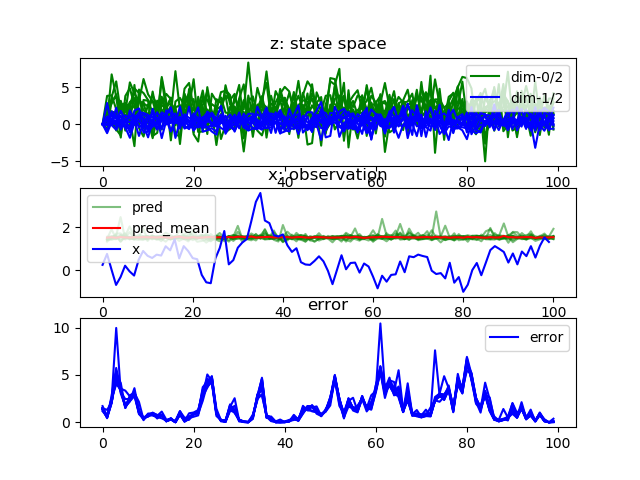 z: state space
5
0
−5
dim-0/2
dim-1/2
0 20 40 60 80 100
x: observation
2
0
pred
pred_mean
x
0 20 40 60 80 100
error
10
5
0
error
0 20 40 60 80 100